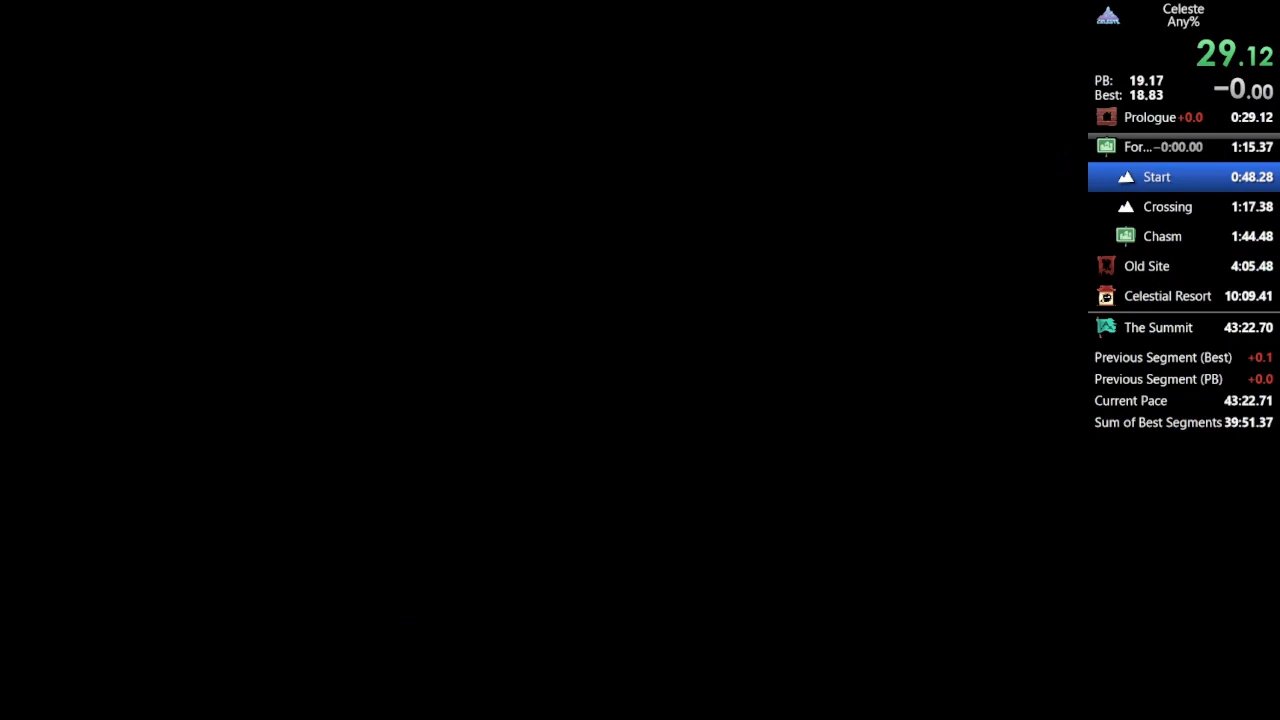 Celeste
Any%
29.12
PB: 19.17
Best: 18.83
−0.00
Prologue +0.0 0:29.12
For... −0:00.00 1:15.37
Start 0:48.28
Crossing 1:17.38
Chasm 1:44.48
Old Site 4:05.48
Celestial Resort 10:09.41
The Summit 43:22.70
Previous Segment (Best) +0.1
Previous Segment (PB) +0.0
Current Pace 43:22.71
Sum of Best Segments 39:51.37